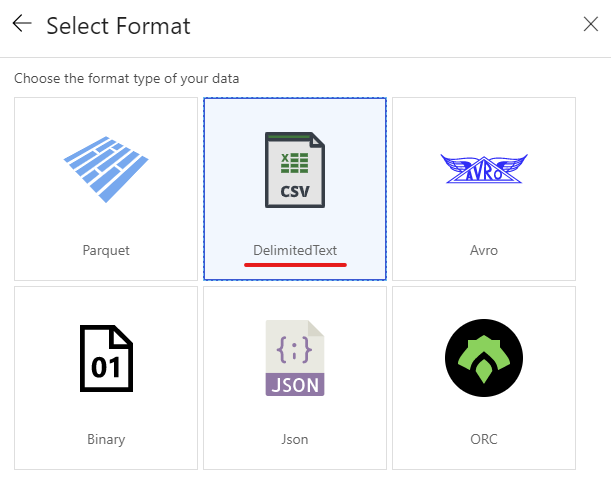 Select Format
Choose the format type of your data
CSV
AVRO
Parquet
DelimitedText
Avro
01
{;}
JSON
Binary
Json
ORC